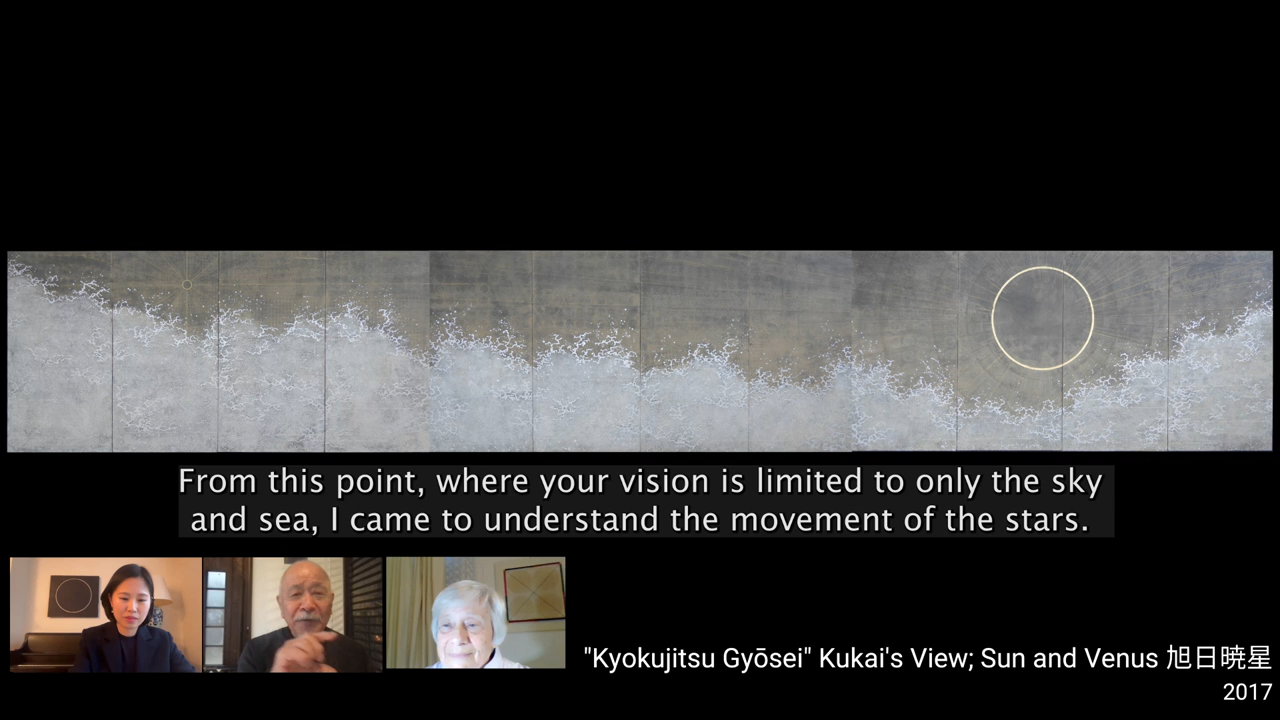 From this point, where your vision is limited to only the sky
and sea, I came to understand the movement of the stars.
"Kyokujitsu Gyōsei" Kukai's View; Sun and Venus 旭日暁星
2017